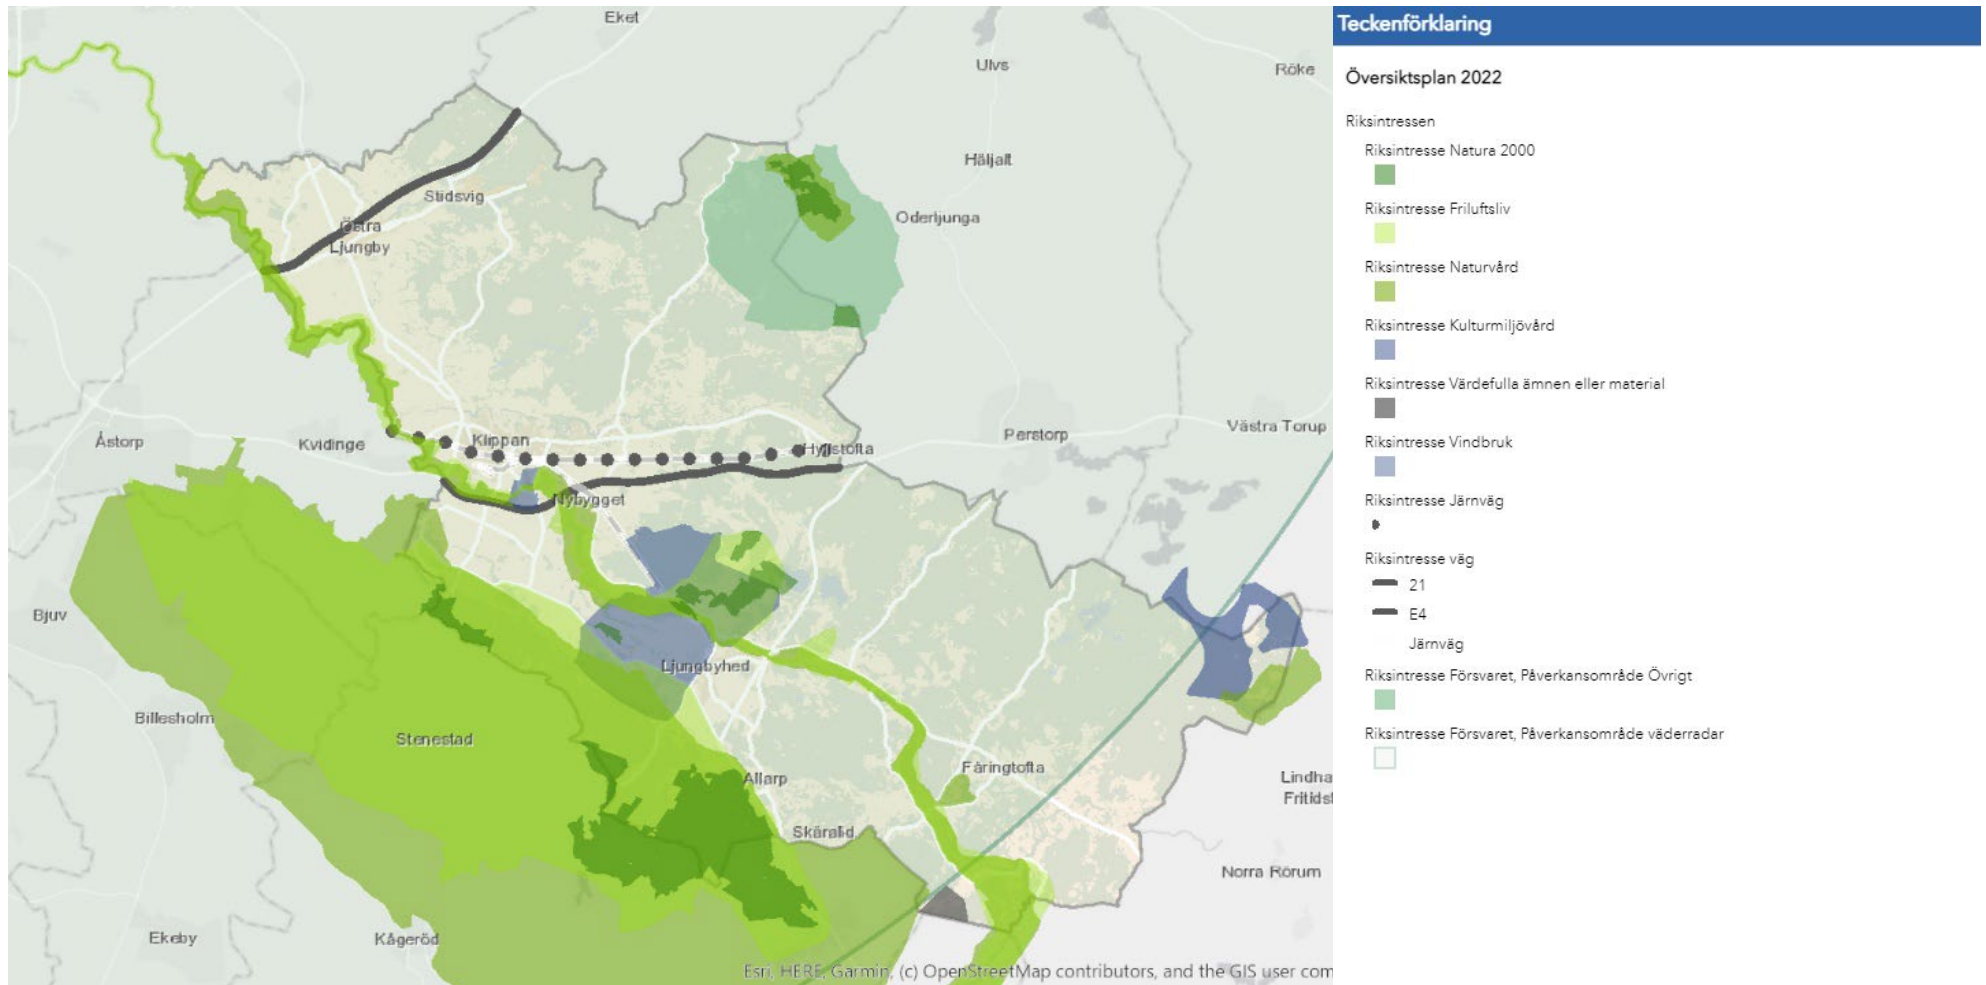 Eket
Ulvs
Röke
Häljalt
Stidsvig
Oderljunga
Östra
Ljungby
Åstorp
Kvidinge
Klippan
Hyllstofta
Perstorp
Västra Torup
Nybygget
Bjuv
Ljungbyhed
Billesholm
Stenestad
Allarp
Fåringtofta
Lindha
Fritidst
Skäralid
Norra Rörum
Ekeby
Kågeröd
Esri, HERE, Garmin, (c) OpenStreetMap contributors, and the GIS user com
Teckenförklaring
Översiktsplan 2022
Riksintressen
Riksintresse Natura 2000
Riksintresse Friluftsliv
Riksintresse Naturvård
Riksintresse Kulturmiljövård
Riksintresse Värdefulla ämnen eller material
Riksintresse Vindbruk
Riksintresse Järnväg
Riksintresse väg
21
E4
Järnväg
Riksintresse Försvaret, Påverkansområde Övrigt
Riksintresse Försvaret, Påverkansområde väderradar